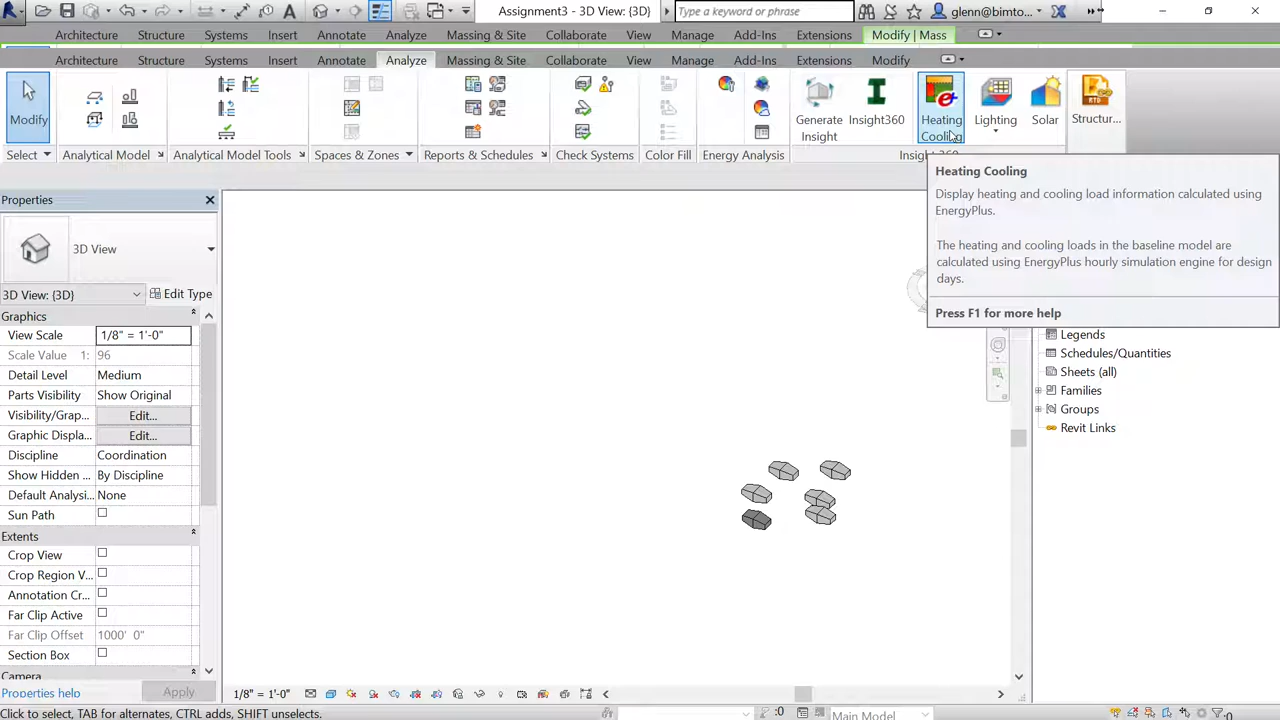 Assignment3 - 3D View: {3D}
Type a keyword or phrase
glenn@bimto...
Architecture Structure Systems Insert Annotate Analyze Massing & Site Collaborate View Manage Add-Ins Extensions Modify | Mass
Architecture Structure Systems Insert Annotate Analyze Massing & Site Collaborate View Manage Add-Ins Extensions Modify
Modify
Generate Insight
Insight360
Heating Cooling
Lighting
Solar
Structur...
Select
Analytical Model
Analytical Model Tools
Spaces & Zones
Reports & Schedules
Check Systems
Color Fill
Energy Analysis
Heating Cooling
Display heating and cooling load information calculated using
EnergyPlus.
The heating and cooling loads in the baseline model are
calculated using EnergyPlus hourly simulation engine for design
days.
Press F1 for more help
Properties
3D View
3D View: {3D} Edit Type
Graphics
View Scale 1/8" = 1'-0"
Scale Value 1: 96
Detail Level Medium
Parts Visibility Show Original
Visibility/Grap... Edit...
Graphic Displa... Edit...
Discipline Coordination
Show Hidden ... By Discipline
Default Analysi... None
Sun Path
Extents
Crop View
Crop Region V...
Annotation Cr...
Far Clip Active
Far Clip Offset 1000' 0"
Section Box
Camera
Properties help Apply
Legends
Schedules/Quantities
Sheets (all)
Families
Groups
Revit Links
1/8" = 1'-0"
Click to select, TAB for alternates, CTRL adds, SHIFT unselects.
:0
Main Model
:0